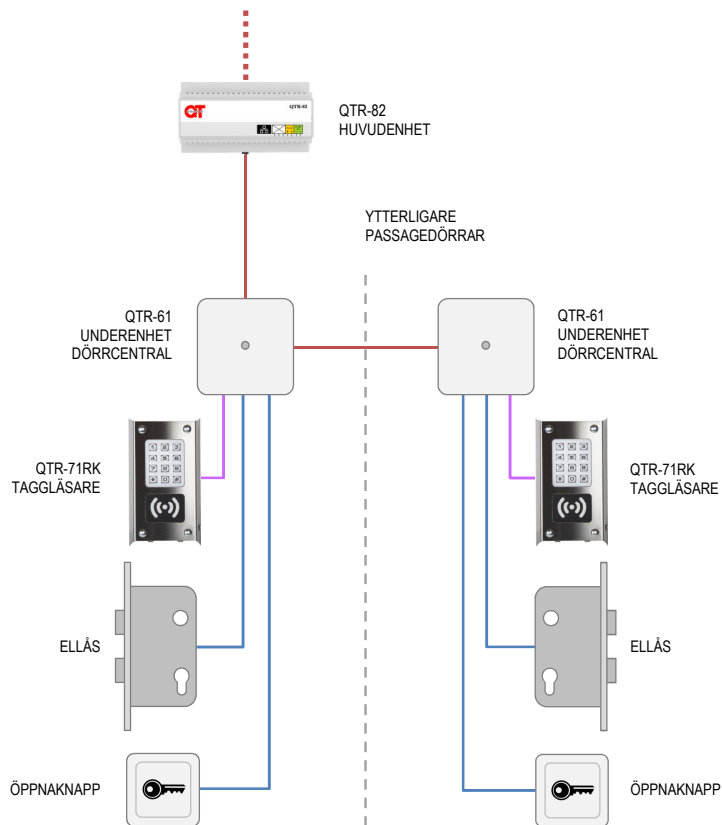 QT
QTR-82
QTR-82
HUVUDENHET
YTTERLIGARE
PASSAGEDÖRRAR
QTR-61
UNDERENHET
DÖRRCENTRAL
QTR-61
UNDERENHET
DÖRRCENTRAL
QTR-71RK
TAGGLÄSARE
QTR-71RK
TAGGLÄSARE
ELLÅS
ELLÅS
ÖPPNAKNAPP
ÖPPNAKNAPP